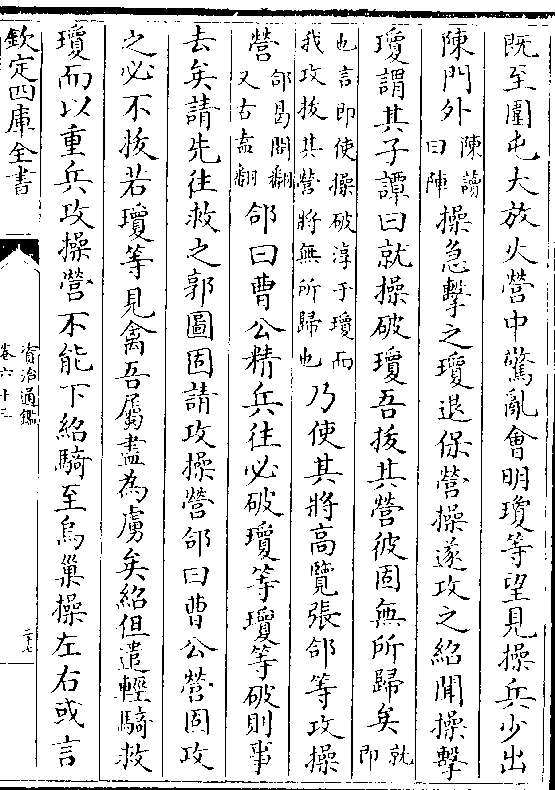 既至圍屯大放火營中驚亂會明瓊等望見操兵少出
陳門外陳讀曰陣操急擊之瓊退保營操遂攻之紹聞操擊
瓊謂其子譚曰就操破瓊吾拔其營彼固無所歸矣就即
也言即使操破淳于瓊而我攻拔其營將無所歸也乃使其將高覽張郃等攻操
營郃曷閤翻又古盍翻郃曰曹公精兵往必破瓊等瓊等破則事
去矣請先往救之郭圖固請攻操營郃曰曹公營固攻
之必不拔若瓊等見禽吾屬盡為虜矣紹但遣輕騎救
瓊而以重兵攻操營不能下紹騎至烏巢操左右或言
欽定四庫全書
資治通鑑
卷六十三
二十七